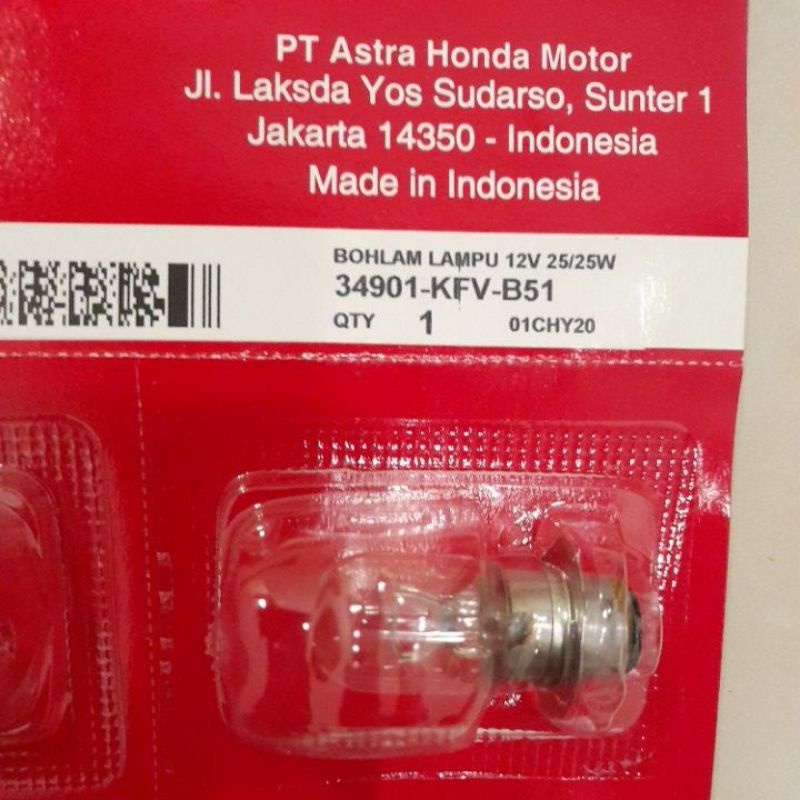 PT Astra Honda Motor
Jl. Laksda Yos Sudarso, Sunter 1
Jakarta 14350 - Indonesia
Made in Indonesia
BOHLAM LAMPU 12V 25/25W
34901-KFV-B51
QTY 1 01CHY20